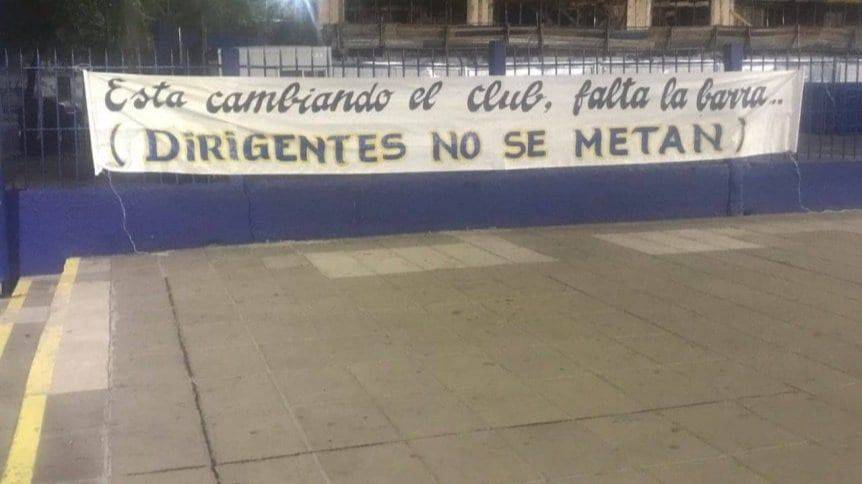 Esta cambiando el club, falta la barra..
( DIRIGENTES NO SE METAN )